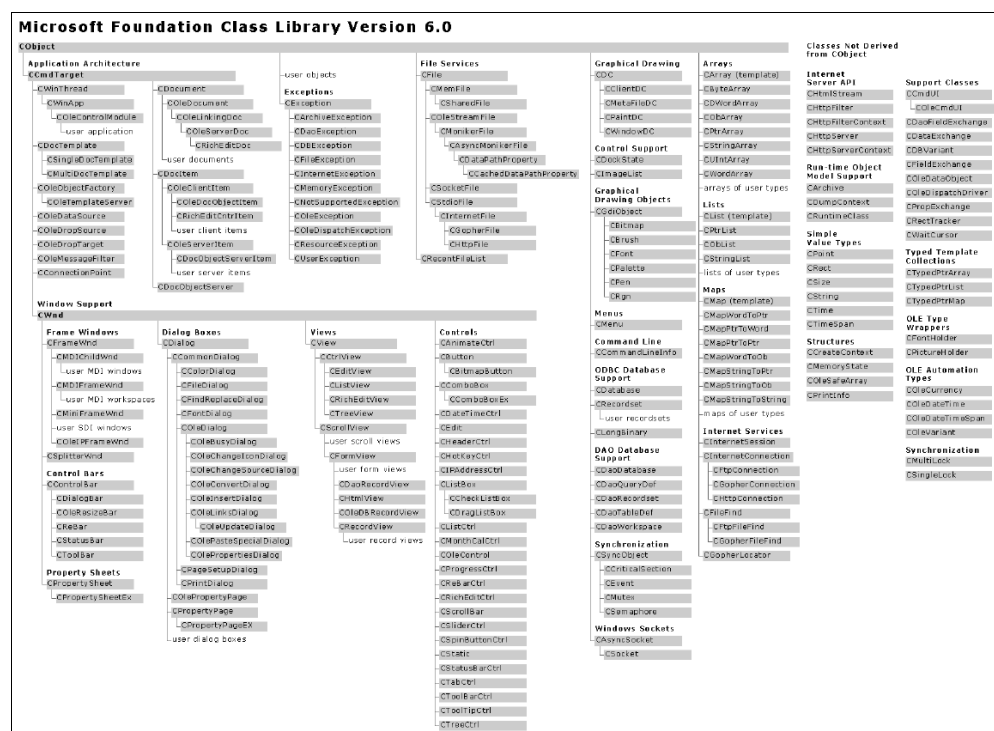 Microsoft Foundation Class Library Version 6.0
CObject
Application Architecture
CCmdTarget
CWinThread
CWinApp
COleControlModule
user application
CDocTemplate
CSingleDocTemplate
CMultiDocTemplate
COleObjectFactory
COleTemplateServer
COleDataSource
COleDropSource
COleDropTarget
COleMessageFilter
CConnectionPoint
CDocument
COleDocument
COleLinkingDoc
COleServerDoc
CRichEditDoc
user documents
CDocItem
COleClientItem
COleDocObjectItem
CRichEditCntrItem
user client items
COleServerItem
CDocObjectServerItem
user server items
CDocObjectServer
user objects
Exceptions
CException
CArchiveException
CDaoException
CDBException
CFileException
CInternetException
CMemoryException
CNotSupportedException
COleException
COleDispatchException
CResourceException
CUserException
File Services
CFile
CMemFile
CSharedFile
COleStreamFile
CMonikerFile
CAsyncMonikerFile
CDataPathProperty
CCachedDataPathProperty
CSocketFile
CStdioFile
CInternetFile
CGopherFile
CHttpFile
CRecentFileList
Window Support
CWnd
Frame Windows
CFrameWnd
CMDIChildWnd
user MDI windows
CMDIFrameWnd
user MDI workspaces
CMiniFrameWnd
user SDI windows
COleIPFrameWnd
CSplitterWnd
Control Bars
CControlBar
CDialogBar
COleResizeBar
CReBar
CStatusBar
CToolBar
Property Sheets
CPropertySheet
CPropertySheetEx
Dialog Boxes
CDialog
CCommonDialog
CColorDialog
CFileDialog
CFindReplaceDialog
CFontDialog
COleDialog
COleBusyDialog
COleChangeIconDialog
COleChangeSourceDialog
COleConvertDialog
COleInsertDialog
COleLinksDialog
COleUpdateDialog
COlePasteSpecialDialog
COlePropertiesDialog
CPageSetupDialog
CPrintDialog
COlePropertyPage
CPropertyPage
CPropertyPageEX
user dialog boxes
Views
CView
CCtrlView
CEditView
CListView
CRichEditView
CTreeView
CScrollView
user scroll views
CFormView
user form views
CDaoRecordView
CHtmlView
COleDBRecordView
CRecordView
user record views
Controls
CAnimateCtrl
CButton
CBitmapButton
CComboBox
CComboBoxEx
CDateTimeCtrl
CEdit
CHeaderCtrl
CHotKeyCtrl
CIPAddressCtrl
CListBox
CCheckListBox
CDragListBox
CListCtrl
CMonthCalCtrl
COleControl
CProgressCtrl
CReBarCtrl
CRichEditCtrl
CScrollBar
CSliderCtrl
CSpinButtonCtrl
CStatic
CStatusBarCtrl
CTabCtrl
CToolBarCtrl
CToolTipCtrl
CTreeCtrl
Graphical Drawing
CDC
CClientDC
CMetaFileDC
CPaintDC
CWindowDC
Control Support
CDockState
CImageList
Graphical
Drawing Objects
CGdiObject
CBitmap
CBrush
CFont
CPalette
CPen
CRgn
Menus
CMenu
Command Line
CCommandLineInfo
ODBC Database
Support
CDatabase
CRecordset
user recordsets
CLongBinary
DAO Database
Support
CDaoDatabase
CDaoQueryDef
CDaoRecordset
CDaoTableDef
CDaoWorkspace
Synchronization
CSyncObject
CCriticalSection
CEvent
CMutex
CSemaphore
Windows Sockets
CAsyncSocket
CSocket
Arrays
CArray (template)
CByteArray
CDWordArray
CObArray
CPtrArray
CStringArray
CUIntArray
CWordArray
arrays of user types
Lists
CList (template)
CPtrList
CObList
CStringList
lists of user types
Maps
CMap (template)
CMapWordToPtr
CMapPtrToWord
CMapPtrToPtr
CMapWordToOb
CMapStringToPtr
CMapStringToOb
CMapStringToString
maps of user types
Internet Services
CInternetSession
CInternetConnection
CFtpConnection
CGopherConnection
CHttpConnection
CFileFind
CFtpFileFind
CGopherFileFind
CGopherLocator
Classes Not Derived
from CObject
Internet
Server API
CHtmlStream
CHttpFilter
CHttpFilterContext
CHttpServer
CHttpServerContext
Run-time Object
Model Support
CArchive
CDumpContext
CRuntimeClass
Simple
Value Types
CPoint
CRect
CSize
CString
CTime
CTimeSpan
Structures
CCreateContext
CMemoryState
COleSafeArray
CPrintInfo
Support Classes
CCmdUI
COleCmdUI
CDaoFieldExchange
CDataExchange
CDBVariant
CFieldExchange
COleDataObject
COleDispatchDriver
CPropExchange
CRectTracker
CWaitCursor
Typed Template
Collections
CTypedPtrArray
CTypedPtrList
CTypedPtrMap
OLE Type
Wrappers
CFontHolder
CPictureHolder
OLE Automation
Types
COleCurrency
COleDateTime
COleDateTimeSpan
COleVariant
Synchronization
CMultiLock
CSingleLock